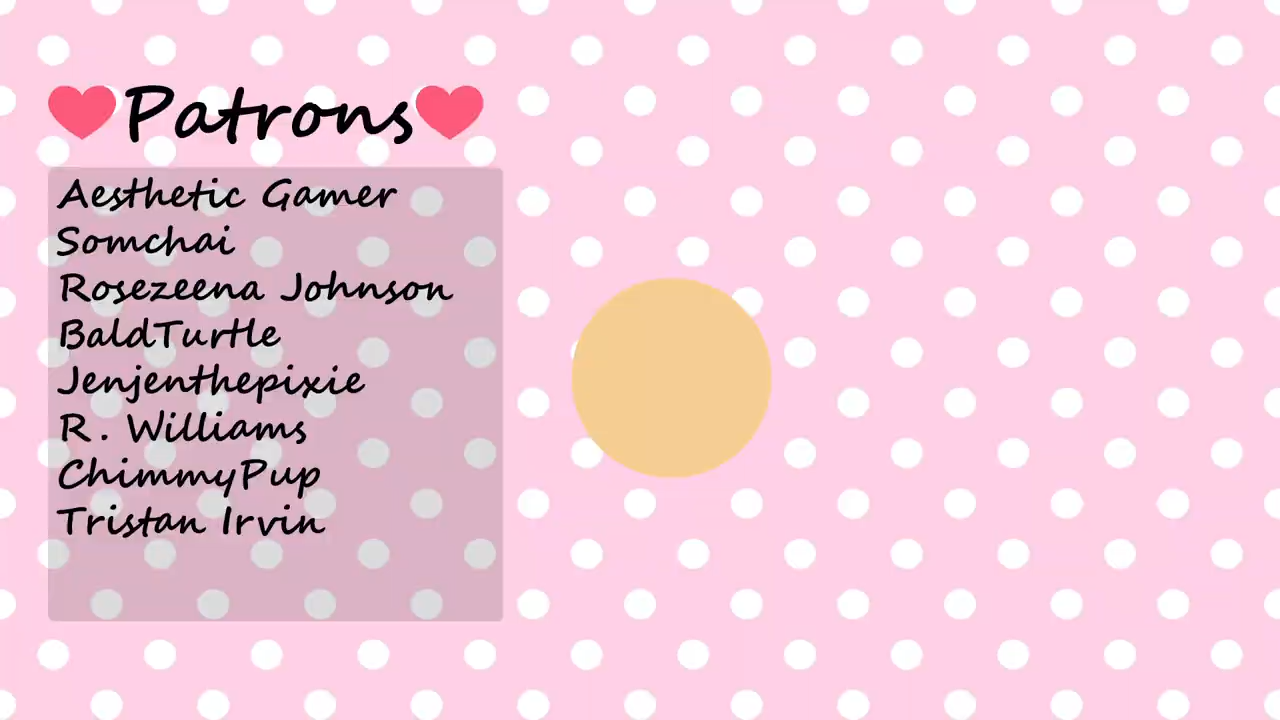 Patrons
Aesthetic Gamer
Somchai
Rosezeena Johnson
BaldTurtle
Jenjenthepixie
R. Williams
ChimmyPup
Tristan Irvin